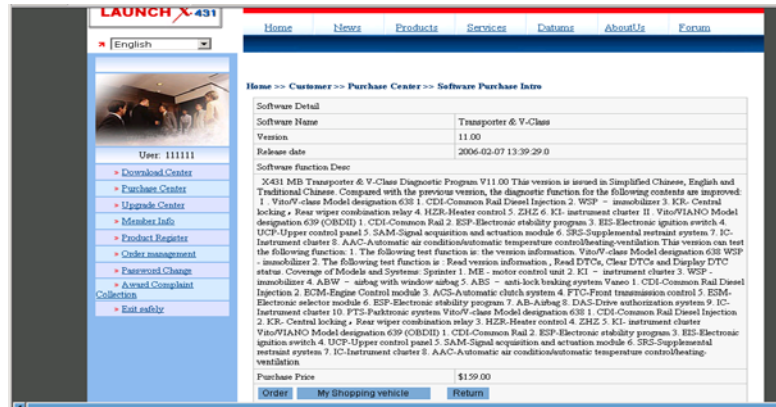 LAUNCH X-431
Home News Products Services Datums AboutUs Forum
English
Home >> Customer >> Purchase Center >> Software Purchase Intro
Software Detail
Software Name Transporter & V-Class
Version 11.00
Release date 2006-02-07 13:39:29.0
Software function Desc
X431 MB Transporter & V-Class Diagnostic Program V11.00 This version is issued in Simplified Chinese, English and
Traditional Chinese. Compared with the previous version, the diagnostic function for the following contents are improved:
I . Vito/V-class Model designation 638 1. CDI-Common Rail Diesel Injection 2. WSP - immobilizer 3. KR- Central
locking, Rear wiper combination relay 4. HZR-Heater control 5. ZHZ 6. KI- instrument cluster II . Vito/VIANO Model
designation 639 (OBDII) 1. CDI-Common Rail 2. ESP-Electronic stability program 3. EIS-Electronic ignition switch 4.
UCP-Upper control panel 5. SAM-Signal acquisition and actuation module 6. SRS-Supplemental restraint system 7. IC-
Instrument cluster 8. AAC-Automatic air condition/automatic temperature control/heating-ventilation This version can test
the following function: 1. The following test function is: the version information. Vito/V-class Model designation 638 WSP
- immobilizer 2. The following test function is : Read version information , Read DTCs, Clear DTCs and Display DTC
status. Coverage of Models and Systems: Sprinter 1. ME - motor control unit 2. KI - instrument cluster 3. WSP -
immobilizer 4. ABW - airbag with window airbag 5. ABS - anti-lock braking system Vaneo 1. CDI-Common Rail Diesel
Injection 2. ECM-Engine Control module 3. ACS-Automatic clutch system 4. FTC-Front transmission control 5. ESM-
Electronic selector module 6. ESP-Electronic stability program 7. AB-Airbag 8. DAS-Drive authorization system 9. IC-
Instrument cluster 10. PTS-Parktronic system Vito/V-class Model designation 638 1. CDI-Common Rail Diesel Injection
2. KR- Central locking, Rear wiper combination relay 3. HZR-Heater control 4. ZHZ 5. KI- instrument cluster
Vito/VIANO Model designation 639 (OBDII) 1. CDI-Common Rail 2. ESP-Electronic stability program 3. EIS-Electronic
ignition switch 4. UCP-Upper control panel 5. SAM-Signal acquisition and actuation module 6. SRS-Supplemental
restraint system 7. IC-Instrument cluster 8. AAC-Automatic air condition/automatic temperature control/heating-
ventilation
Purchase Price $159.00
Order My Shopping vehicle Return
User: 111111
» Download Center
» Purchase Center
» Upgrade Center
» Member Info
» Product Register
» Order management
» Password Change
» Award Complaint
Collection
» Exit safely